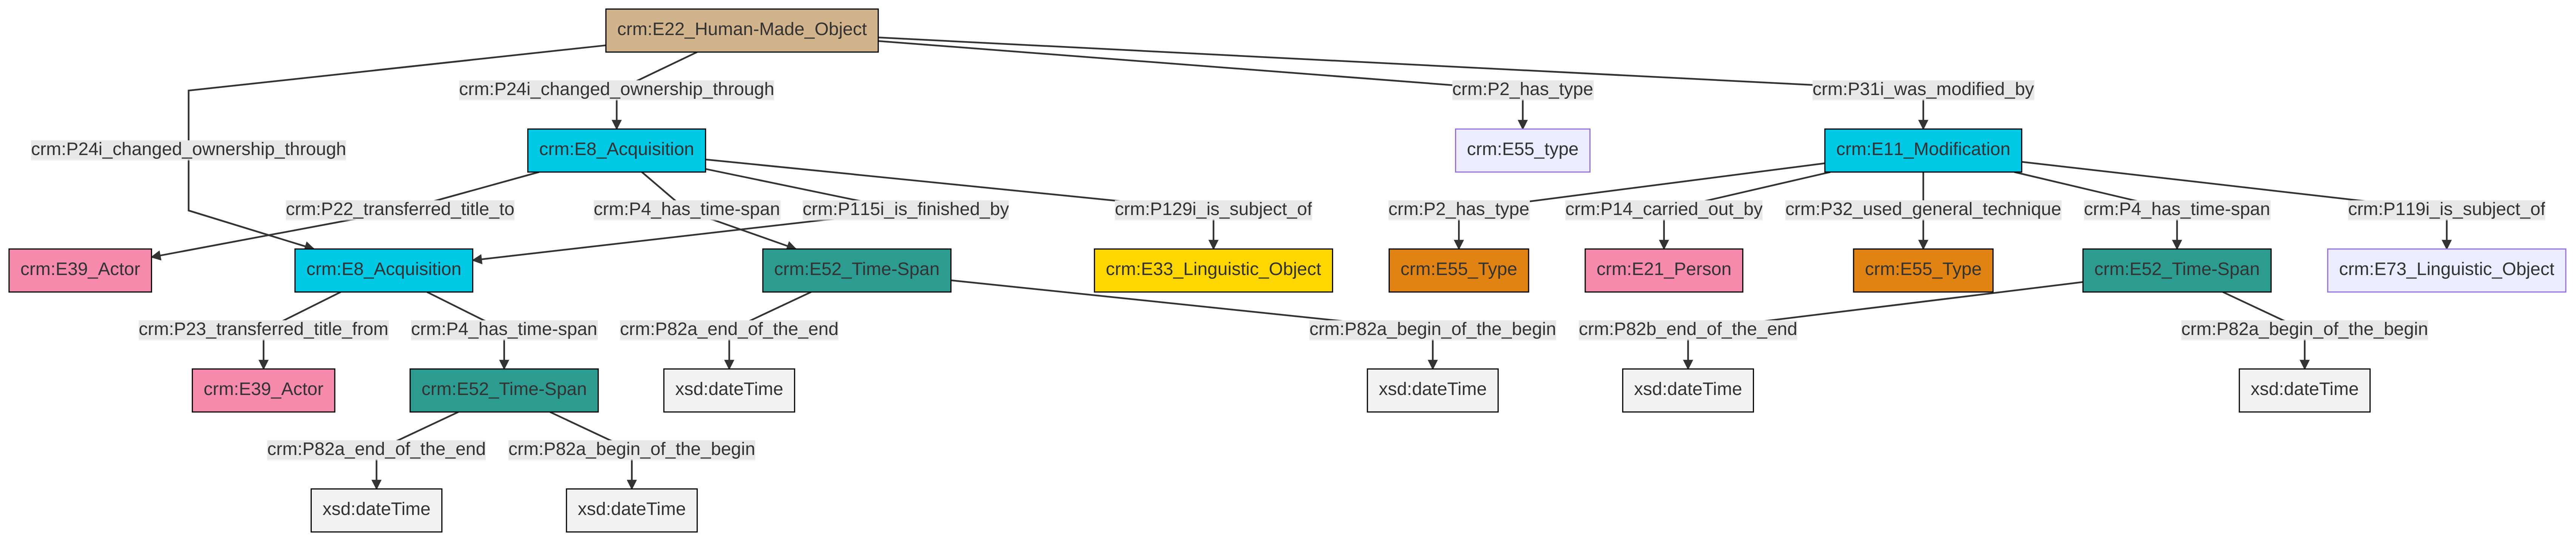 crm:E22_Human-Made_Object
crm:P24i_changed_ownership_through
crm:P2_has_type
crm:P31i_was_modified_by
crm:P24i_changed_ownership_through
crm:E8_Acquisition
crm:E55_type
crm:E11_Modification
crm:P22_transferred_title_to
crm:P4_has_time-span
crm:P115i_is_finished_by
crm:P129i_is_subject_of
crm:P2_has_type
crm:P14_carried_out_by
crm:P32_used_general_technique
crm:P4_has_time-span
crm:P119i_is_subject_of
crm:E39_Actor
crm:E8_Acquisition
crm:E52_Time-Span
crm:E33_Linguistic_Object
crm:E55_Type
crm:E21_Person
crm:E55_Type
crm:E52_Time-Span
crm:E73_Linguistic_Object
crm:P23_transferred_title_from
crm:P4_has_time-span
crm:P82a_end_of_the_end
crm:P82a_begin_of_the_begin
crm:P82b_end_of_the_end
crm:P82a_begin_of_the_begin
crm:E39_Actor
crm:E52_Time-Span
xsd:dateTime
xsd:dateTime
xsd:dateTime
xsd:dateTime
crm:P82a_end_of_the_end
crm:P82a_begin_of_the_begin
xsd:dateTime
xsd:dateTime